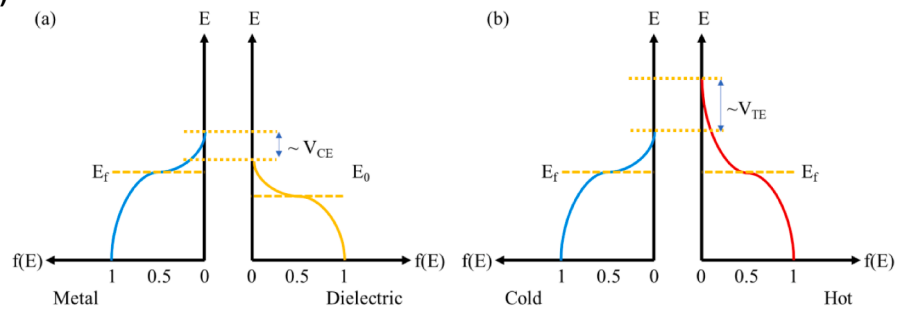 (a)
E E
~ V_CE
E_f E_0
f(E) 1 0.5 0 0 0.5 1 f(E)
Metal Dielectric
(b)
E E
~V_TE
E_f E_f
f(E) 1 0.5 0 0 0.5 1 f(E)
Cold Hot